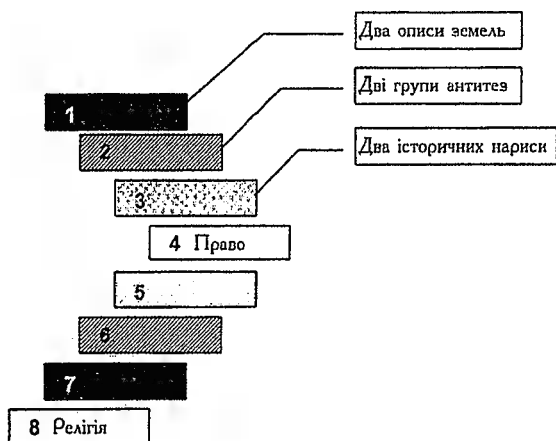 Два описи земель
1
Дві групи антитез
2
Два історичних нариси
3
4 Право
5
6
7
8 Релігія